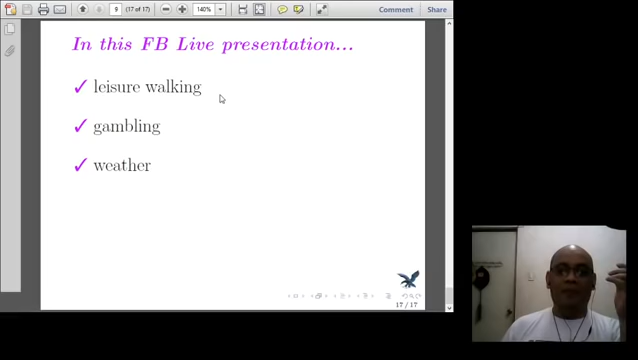 9
(17 of 17)
140%
Comment
Share
In this FB Live presentation...
✓ leisure walking
✓ gambling
✓ weather
17 / 17